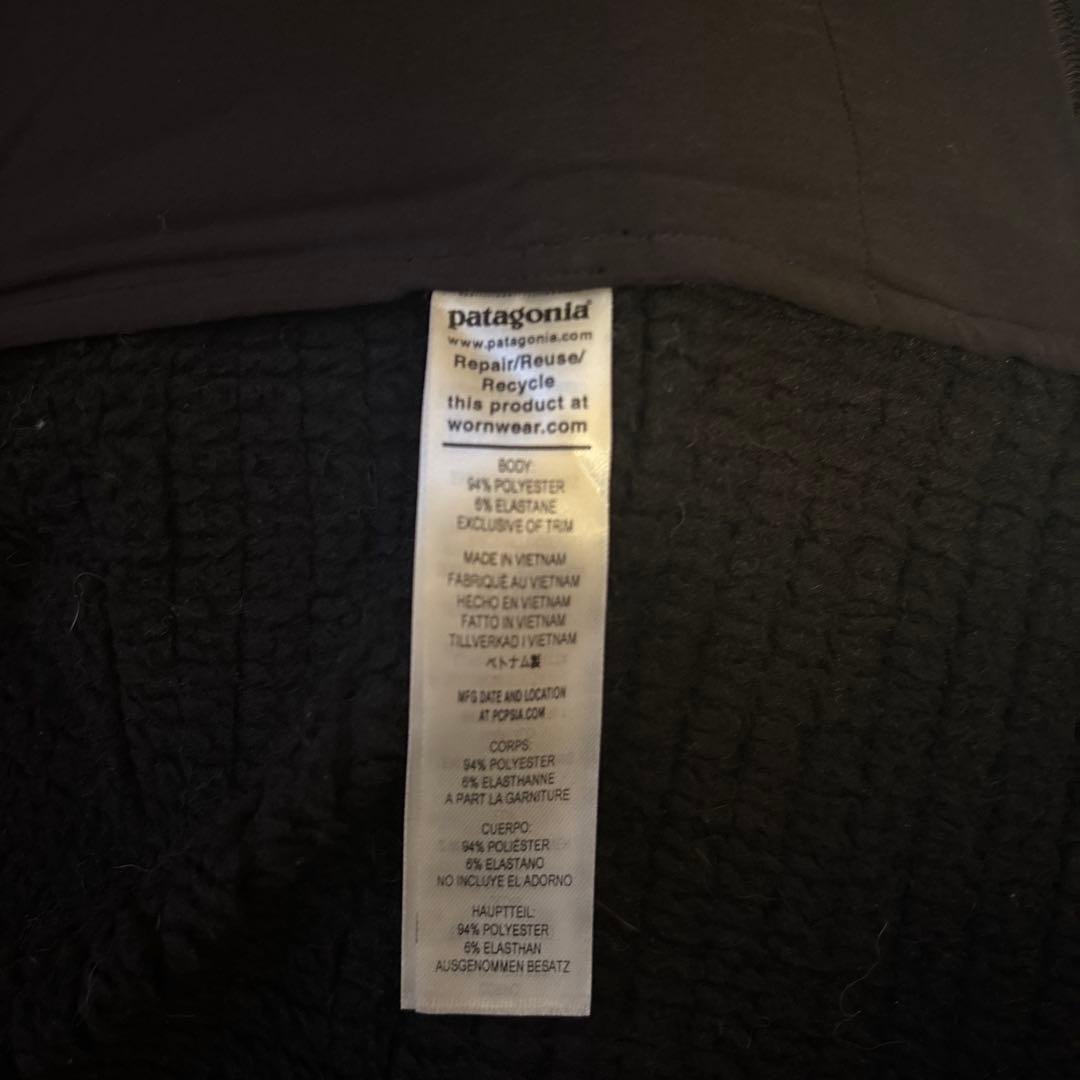 patagonia®
www.patagonia.com
Repair/Reuse/
Recycle
this product at
wornwear.com
BODY:
94% POLYESTER
6% ELASTANE
EXCLUSIVE OF TRIM
MADE IN VIETNAM
FABRIQUÉ AU VIETNAM
HECHO EN VIETNAM
FATTO IN VIETNAM
TILLVERKAD I VIETNAM
ベトナム製
MFG DATE AND LOCATION
AT PCPSIA.COM
CORPS:
94% POLYESTER
6% ELASTHANNE
A PART LA GARNITURE
CUERPO:
94% POLIÉSTER
6% ELASTANO
NO INCLUYE EL ADORNO
HAUPTTEIL:
94% POLYESTER
6% ELASTHAN
AUSGENOMMEN BESATZ